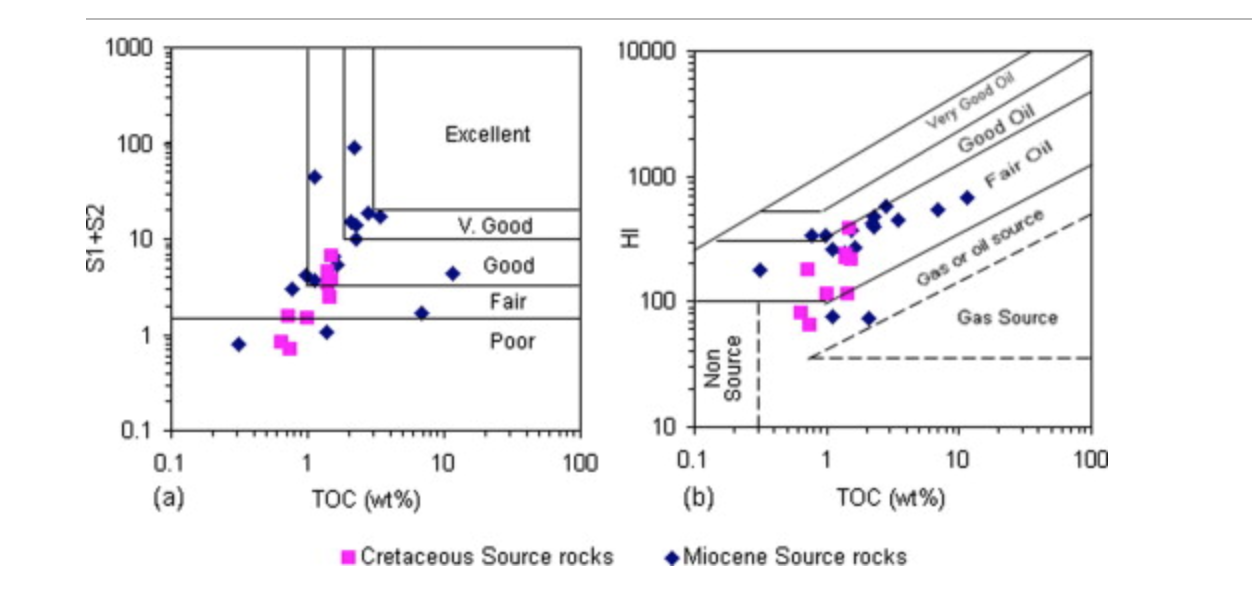 1000
100
10
1
0.1
S1+S2
Excellent
V. Good
Good
Fair
Poor
0.1 1 10 100
(a) TOC (wt%)
10000
1000
100
10
HI
Very Good Oil
Good Oil
Fair Oil
Gas or oil source
Gas Source
Non
Source
0.1 1 10 100
(b) TOC (wt%)
Cretaceous Source rocks Miocene Source rocks